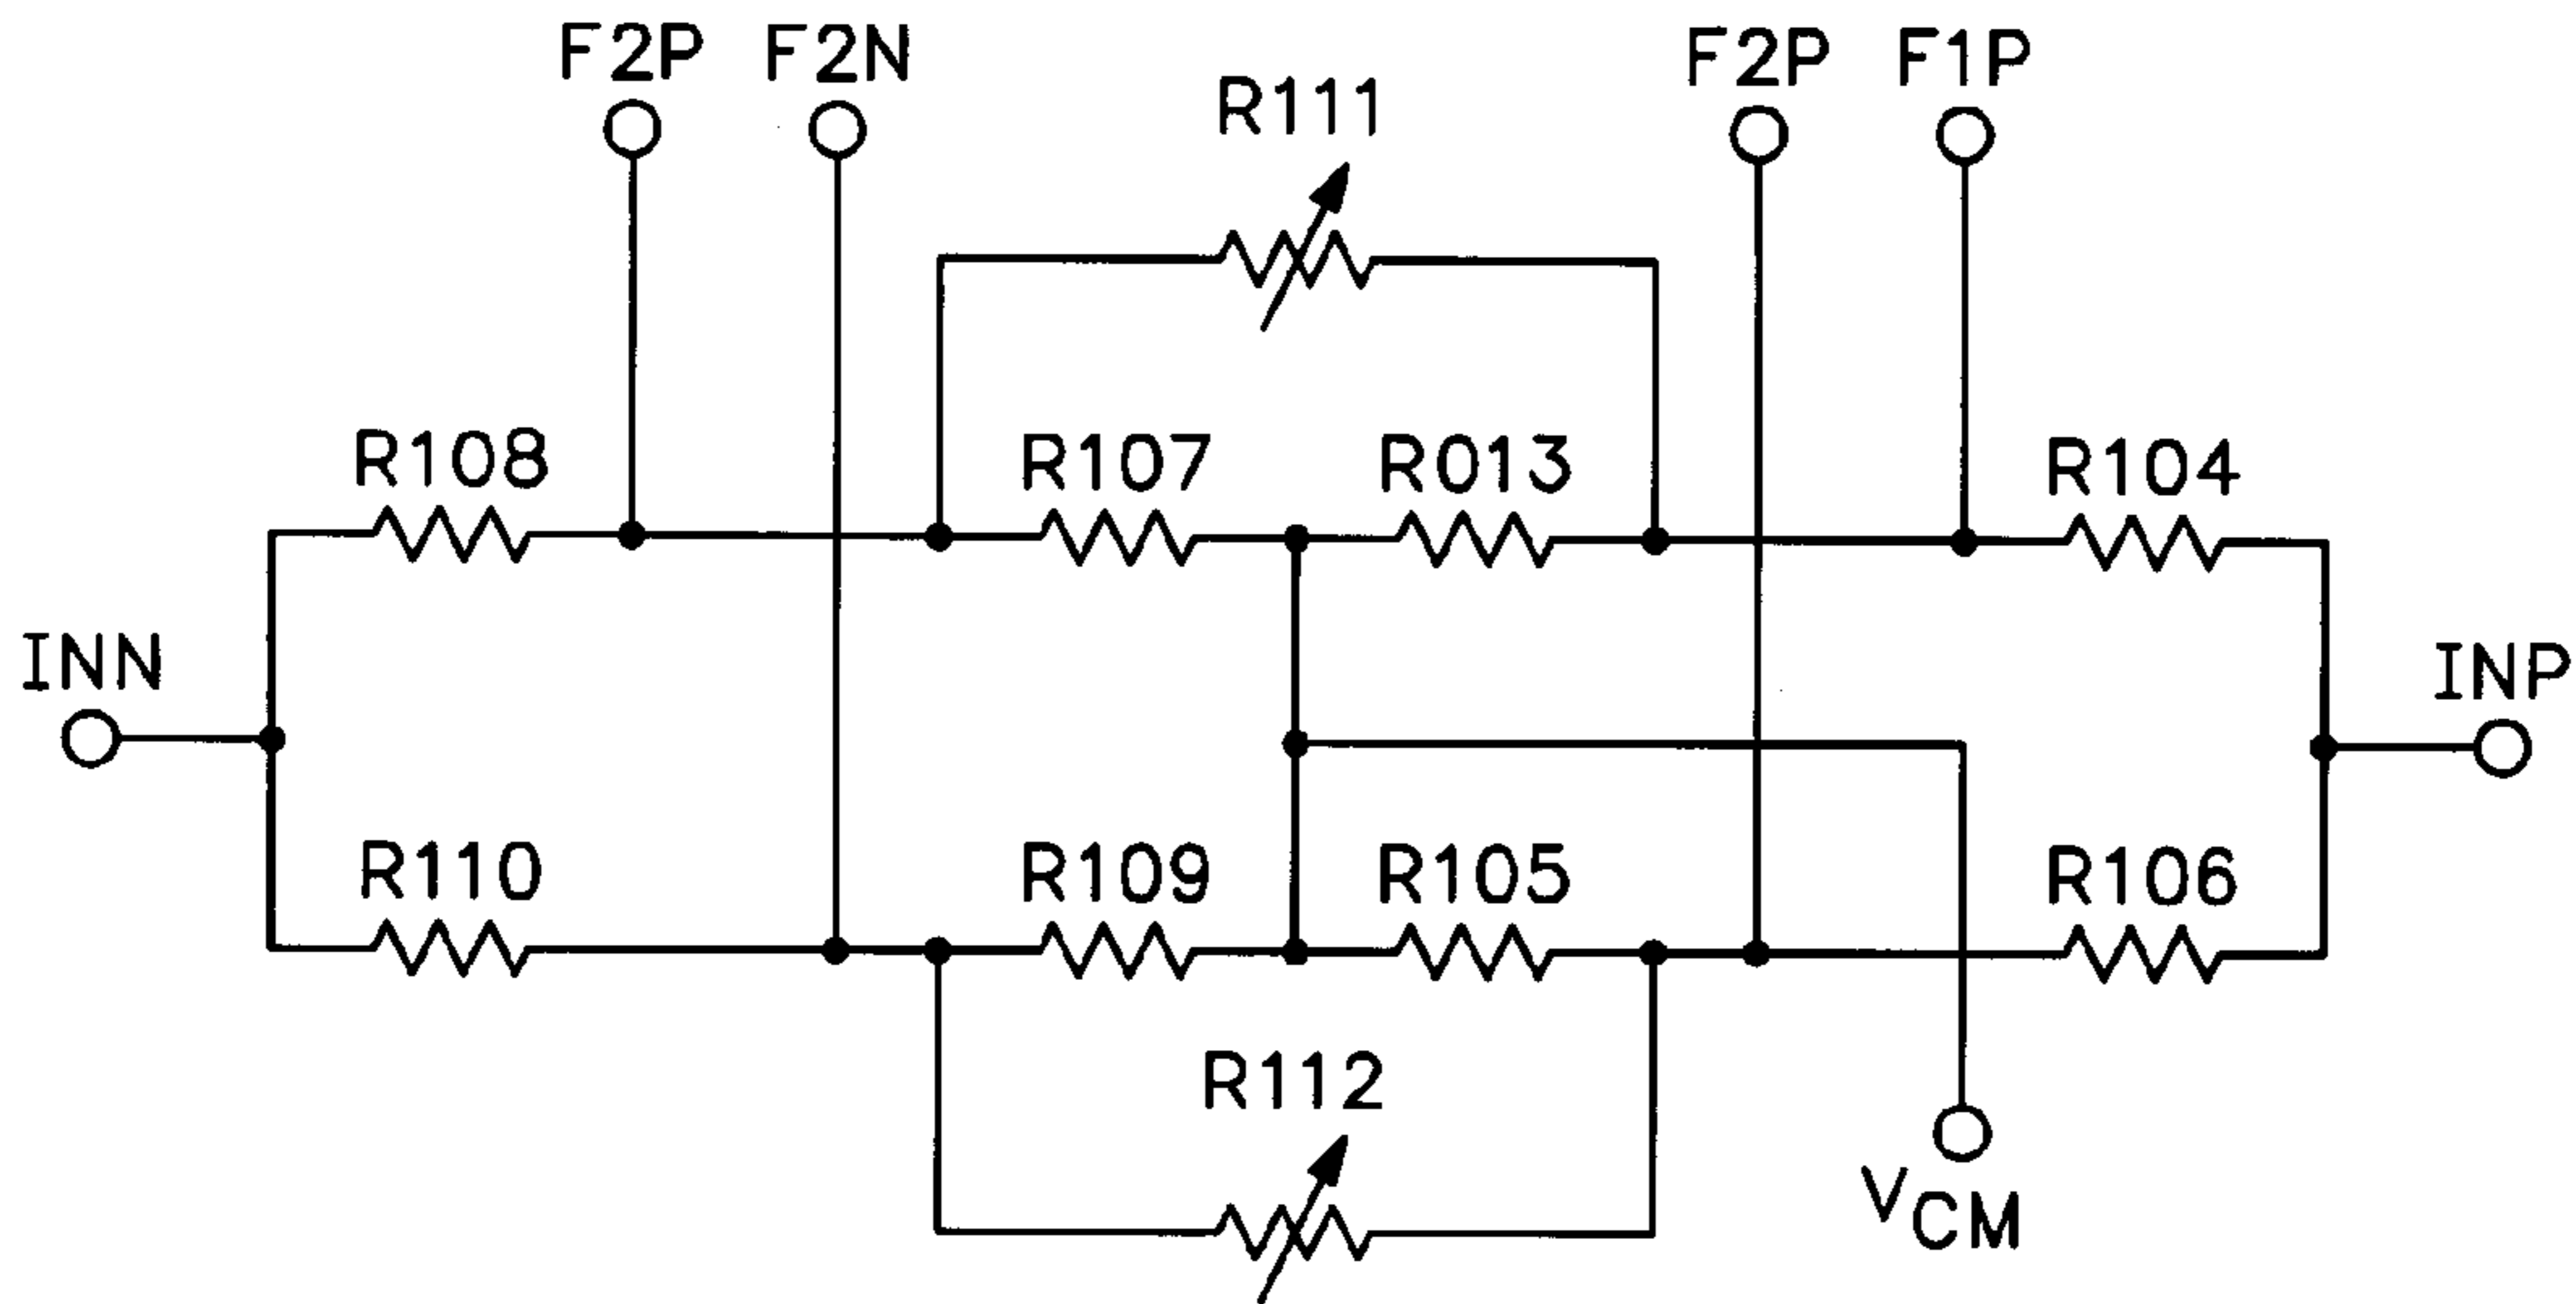 F2P F2N F2P F1P
R111
R108 R107 R013 R104
INN INP
R110 R109 R105 R106
R112
VCM